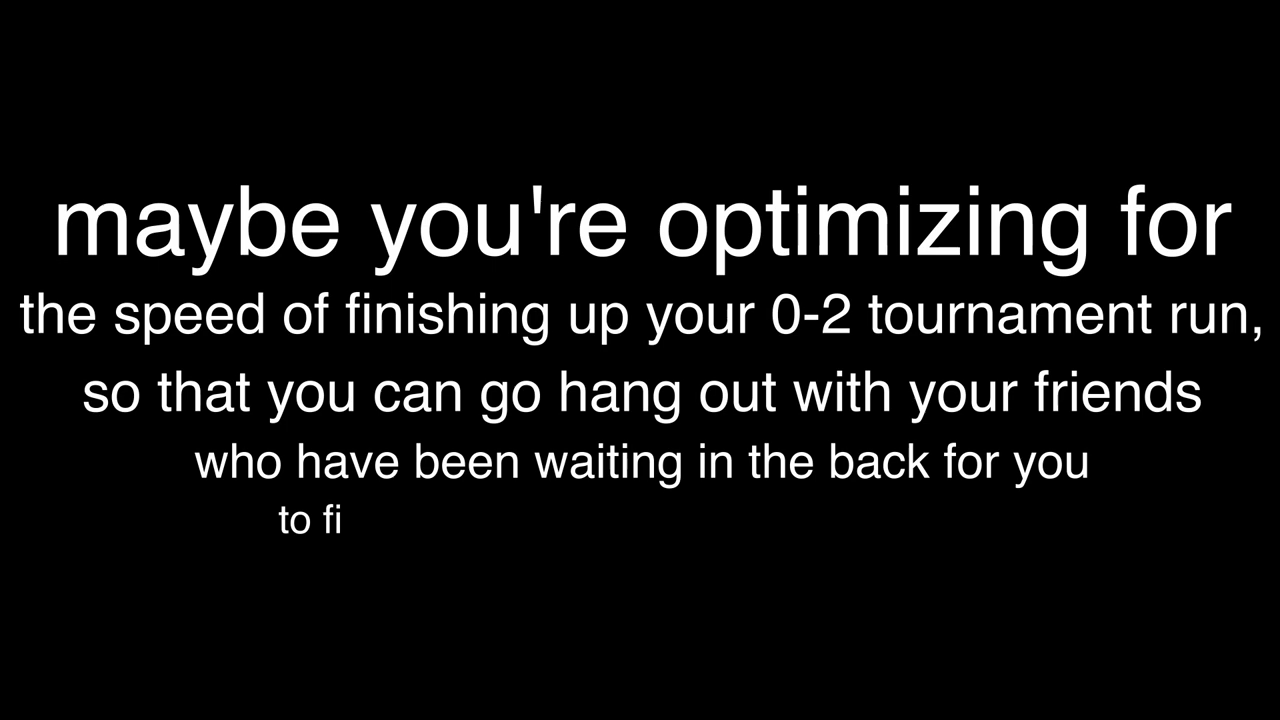 maybe you're optimizing for
the speed of finishing up your 0-2 tournament run,
so that you can go hang out with your friends
who have been waiting in the back for you
to fi